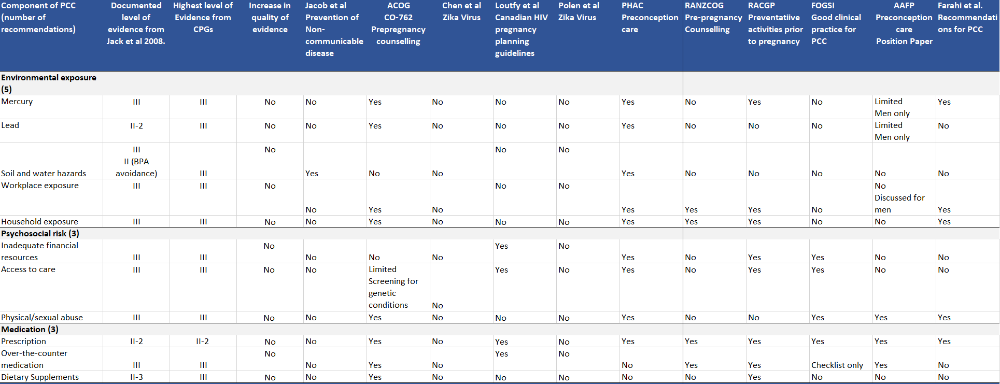 Component of PCC (number of recommendations)	Documented level of evidence from Jack et al 2008.	Highest level of Evidence from CPGs	Increase in quality of evidence	Jacob et al Prevention of Non-communicable disease	ACOG CO-762 Prepregnancy counselling	Chen et al Zika Virus	Loutfy et al Canadian HIV pregnancy planning guidelines	Polen et al Zika Virus	PHAC Preconception care	RANZCOG Pre-pregnancy Counselling	RACGP Preventatiive activities prior to pregnancy	FOGSI Good clinical practice for PCC	AAFP Preconception care Position Paper	Farahi et al. Recommendati ons for PCC
Environmental exposure (5)
Mercury	III	III	No	No	Yes	No	No	No	Yes	No	Yes	No	Limited Men only	Yes
Lead	II-2	III	No	No	Yes	No	No	No	Yes	No	No	No	Limited Men only	No
Soil and water hazards	III II (BPA avoidance)	III	No	Yes	No	No	No	No	Yes	No	No	No	No	No
Workplace exposure	III	III	No	No	Yes	No	No	No	Yes	Yes	Yes	No	No Discussed for men	Yes
Household exposure	III	III	No	No	Yes	No	No	No	Yes	Yes	Yes	No	No	Yes
Psychosocial risk (3)
Inadequate financial resources	III	III	No	No	No	No	Yes	No	Yes	No	Yes	Yes	No	No
Access to care	III	III	No	No	Limited Screening for genetic conditions	No	Yes	No	Yes	No	Yes	Yes	No	No
Physical/sexual abuse	III	III	No	No	Yes	No	No	No	Yes	No	No	Yes	Yes	Yes
Medication (3)
Prescription	II-2	II-2	No	No	Yes	No	Yes	No	Yes	Yes	Yes	Yes	Yes	Yes
Over-the-counter medication	III	III	No	No	Yes	No	Yes	No	No	Yes	Yes	Checklist only	Yes	No
Dietary Supplements	II-3	III	No	No	Yes	No	No	No	No	No	Yes	No	No	No